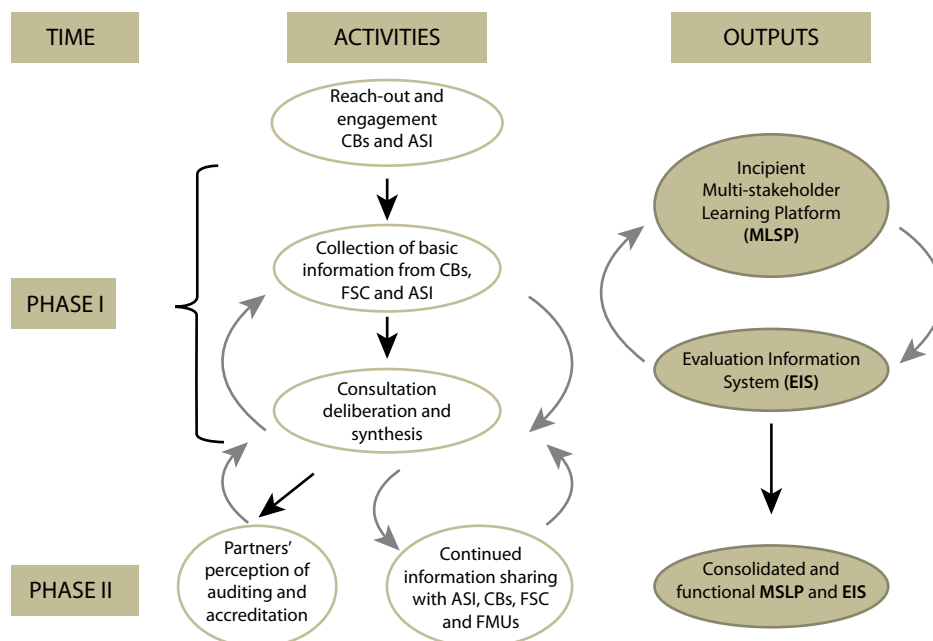 TIME
ACTIVITIES
OUTPUTS
Reach-out and
engagement
CBs and ASI
Incipient
Multi-stakeholder
Learning Platform
(MLSP)
Collection of basic
information from CBs,
FSC and ASI
PHASE I
Evaluation Information
System (EIS)
Consultation
deliberation and
synthesis
PHASE II
Partners'
perception of
auditing and
accreditation
Continued
information sharing
with ASI, CBs, FSC
and FMUs
Consolidated and
functional MSLP and EIS